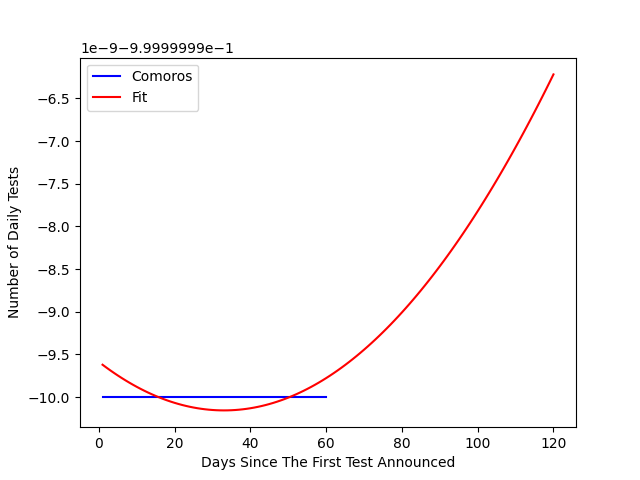 1e−9−9.9999999e−1
Comoros
Fit
Number of Daily Tests
−6.5
−7.0
−7.5
−8.0
−8.5
−9.0
−9.5
−10.0
0 20 40 60 80 100 120
Days Since The First Test Announced